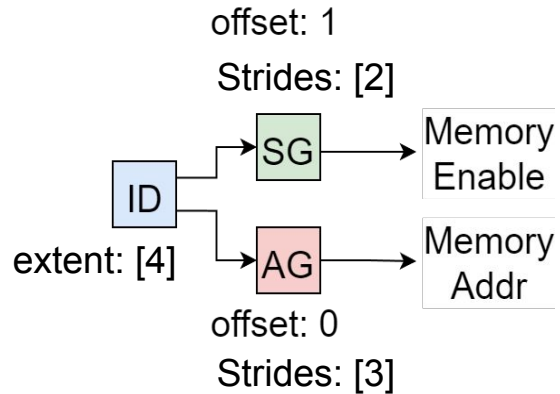 offset: 1
Strides: [2]
SG
Memory
Enable
ID
extent: [4]
AG
Memory
Addr
offset: 0
Strides: [3]